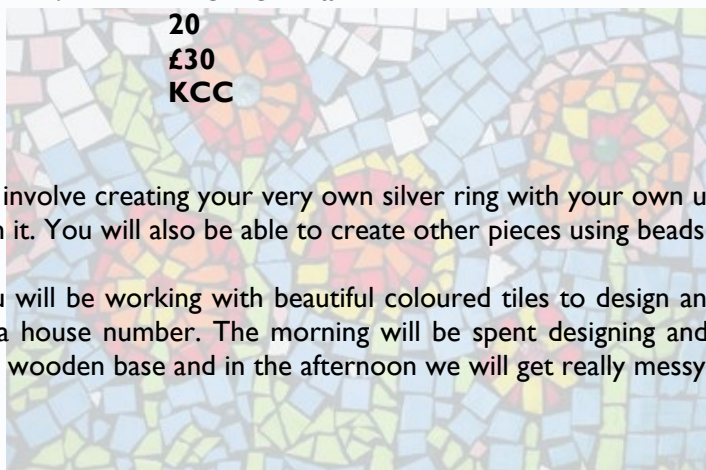 20
£30
KCC
involve creating your very own silver ring with your own
it. You will also be able to create other pieces using beads
will be working with beautiful coloured tiles to design
a house number. The morning will be spent designing and
wooden base and in the afternoon we will get really messy